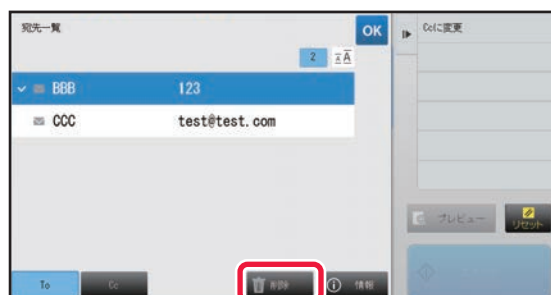 宛先一覧
OK
Ccに変更
2
BBB 123
CCC test@test.com
プレビュー
リセット
To
Cc
削除
情報